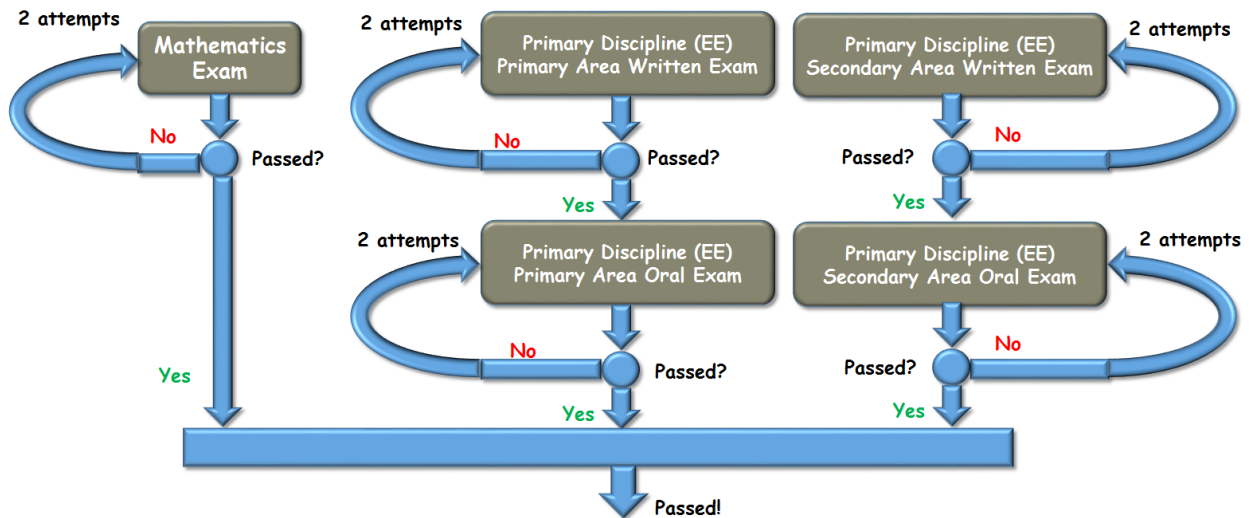 2 attempts
Mathematics
Exam
No
Passed?
Yes
2 attempts
Primary Discipline (EE)
Primary Area Written Exam
No
Passed?
Yes
2 attempts
Primary Discipline (EE)
Primary Area Oral Exam
No
Passed?
Yes
2 attempts
Primary Discipline (EE)
Secondary Area Written Exam
No
Passed?
Yes
2 attempts
Primary Discipline (EE)
Secondary Area Oral Exam
No
Passed?
Yes
Passed!